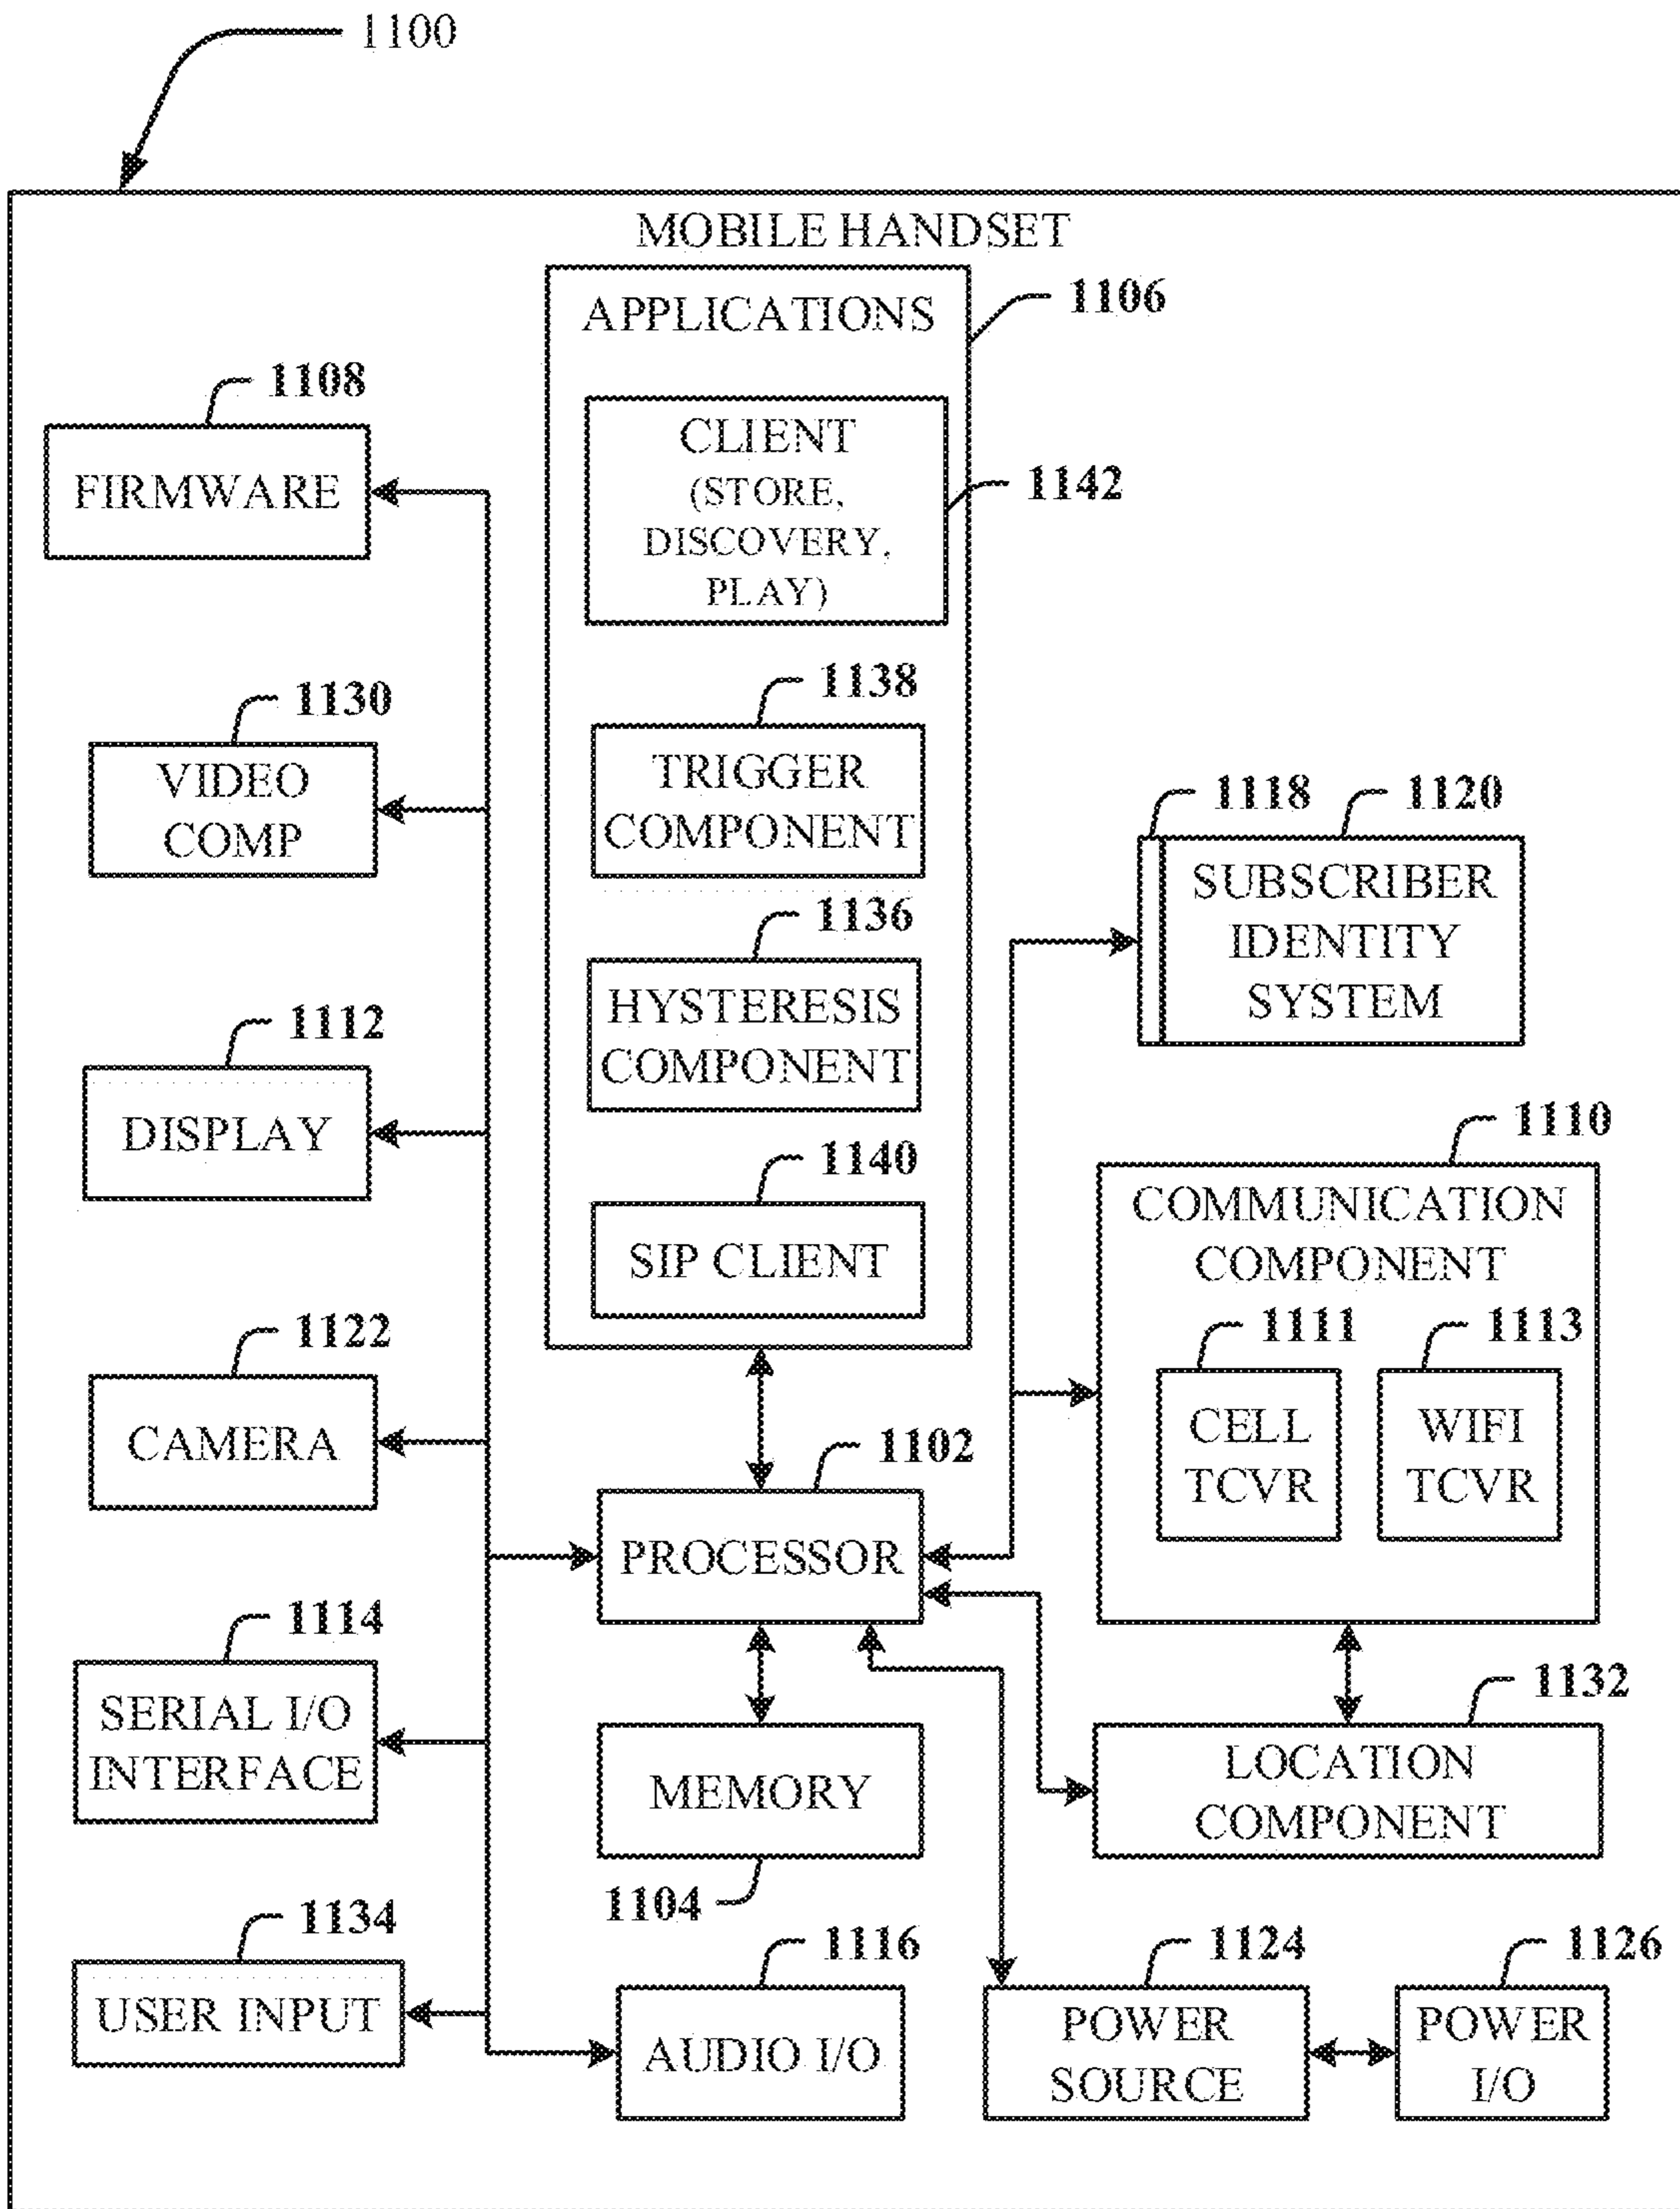 1100
MOBILE HANDSET
APPLICATIONS
1106
1108
FIRMWARE
CLIENT
(STORE,
DISCOVERY,
PLAY)
1142
1130
VIDEO
COMP
1138
TRIGGER
COMPONENT
1118
1120
SUBSCRIBER
IDENTITY
SYSTEM
1136
HYSTERESIS
COMPONENT
1112
DISPLAY
1140
SIP CLIENT
1110
COMMUNICATION
COMPONENT
1111
CELL
TCVR
1113
WIFI
TCVR
1122
CAMERA
1102
PROCESSOR
1114
SERIAL I/O
INTERFACE
MEMORY
1104
1132
LOCATION
COMPONENT
1134
USER INPUT
1116
AUDIO I/O
1124
POWER
SOURCE
1126
POWER
I/O